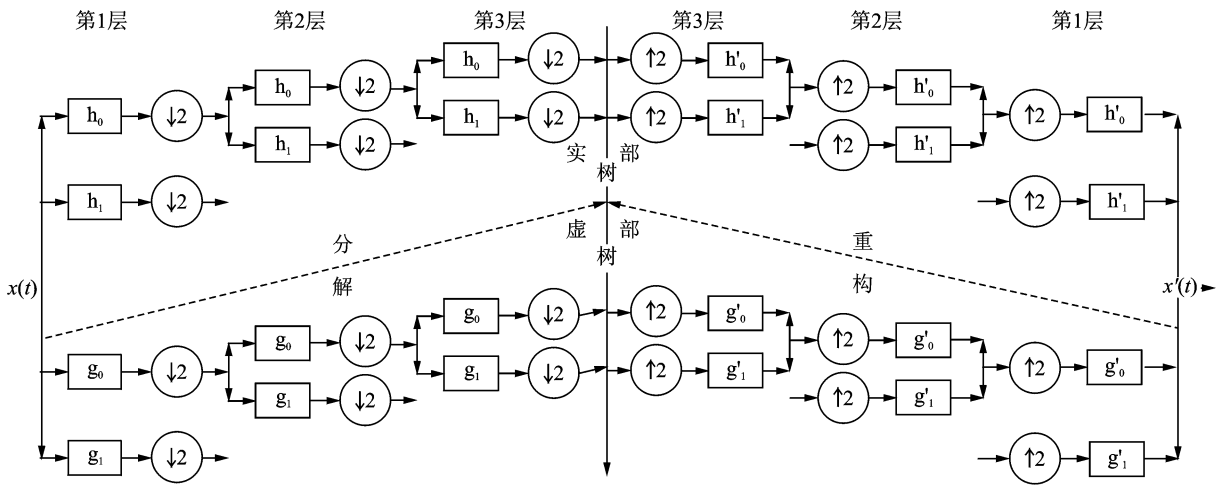 第1层 第2层 第3层 第3层 第2层 第1层
h₀ ↓2 ↑2 h'₀
h₀ ↓2 ↑2 h'₀
h₀ ↓2 h₁ ↓2 ↑2 h'₁ ↑2 h'₀
h₁ ↓2 ↑2 h'₁
实 部
树
h₁ ↓2 ↑2 h'₁
虚 部
分 重
树
解 构
x(t) x'(t)
g₀ ↓2 ↑2 g'₀
g₀ ↓2 ↑2 g'₀
g₀ ↓2 g₁ ↓2 ↑2 g'₁ ↑2 g'₀
g₁ ↓2 ↑2 g'₁
g₁ ↓2 ↑2 g'₁